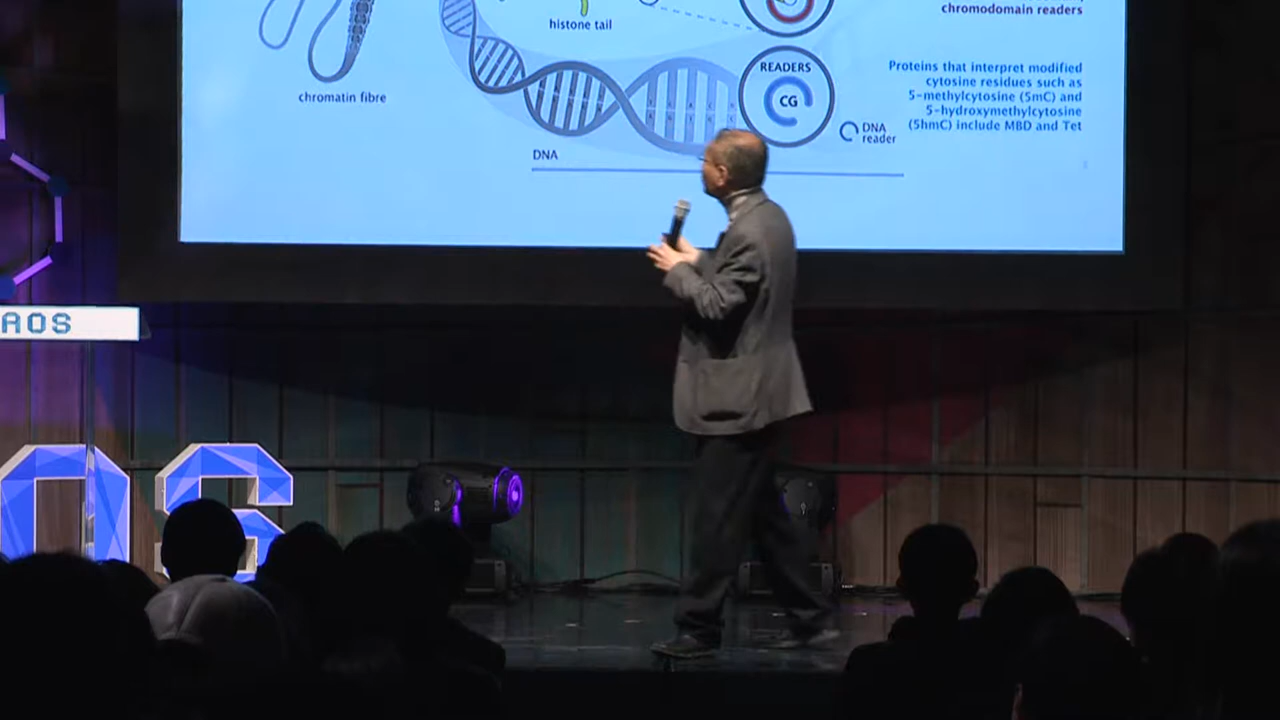 chromodomain readers
histone tail
READERS
CG
chromatin fibre
Proteins that interpret modified
cytosine residues such as
5-methylcytosine (5mC) and
5-hydroxymethylcytosine
(5hmC) include MBD and Tet
DNA
reader
DNA
AOS
OS